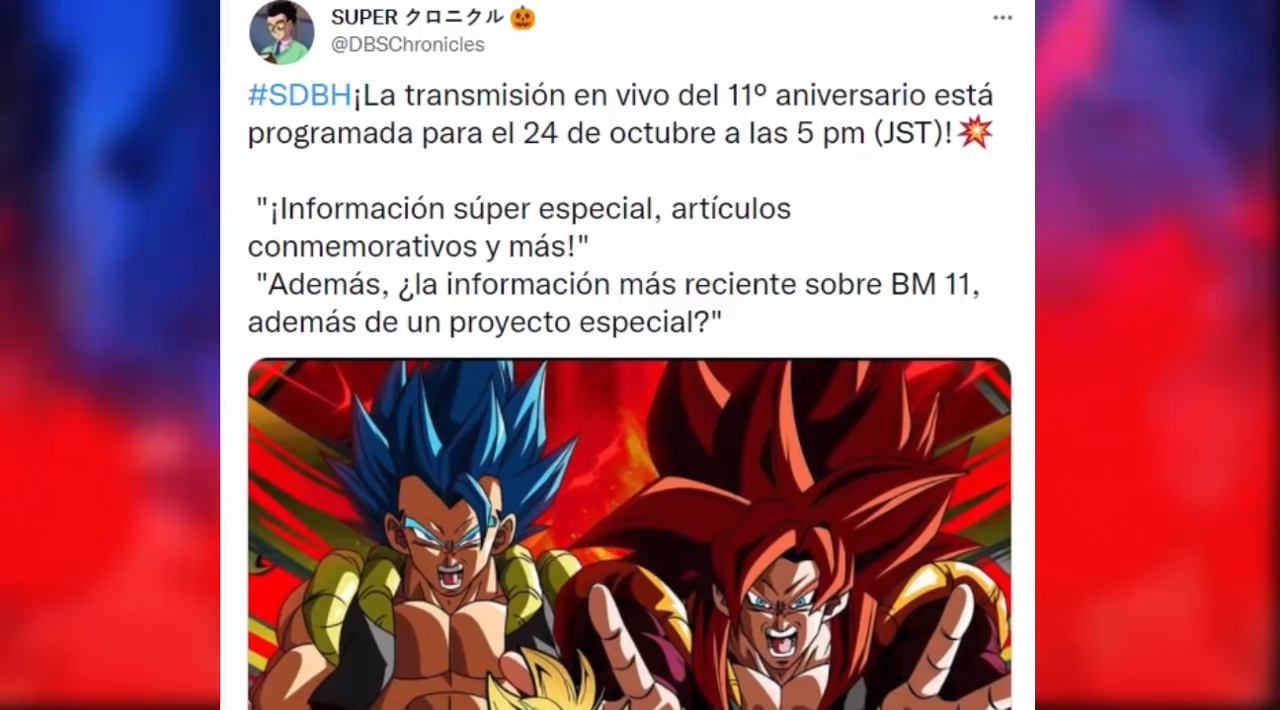 SUPER クロニクル 🎃
@DBSChronicles
#SDBH¡La transmisión en vivo del 11º aniversario está
programada para el 24 de octubre a las 5 pm (JST)!💥
"¡Información súper especial, artículos
conmemorativos y más!"
"Además, ¿la información más reciente sobre BM 11,
además de un proyecto especial?"